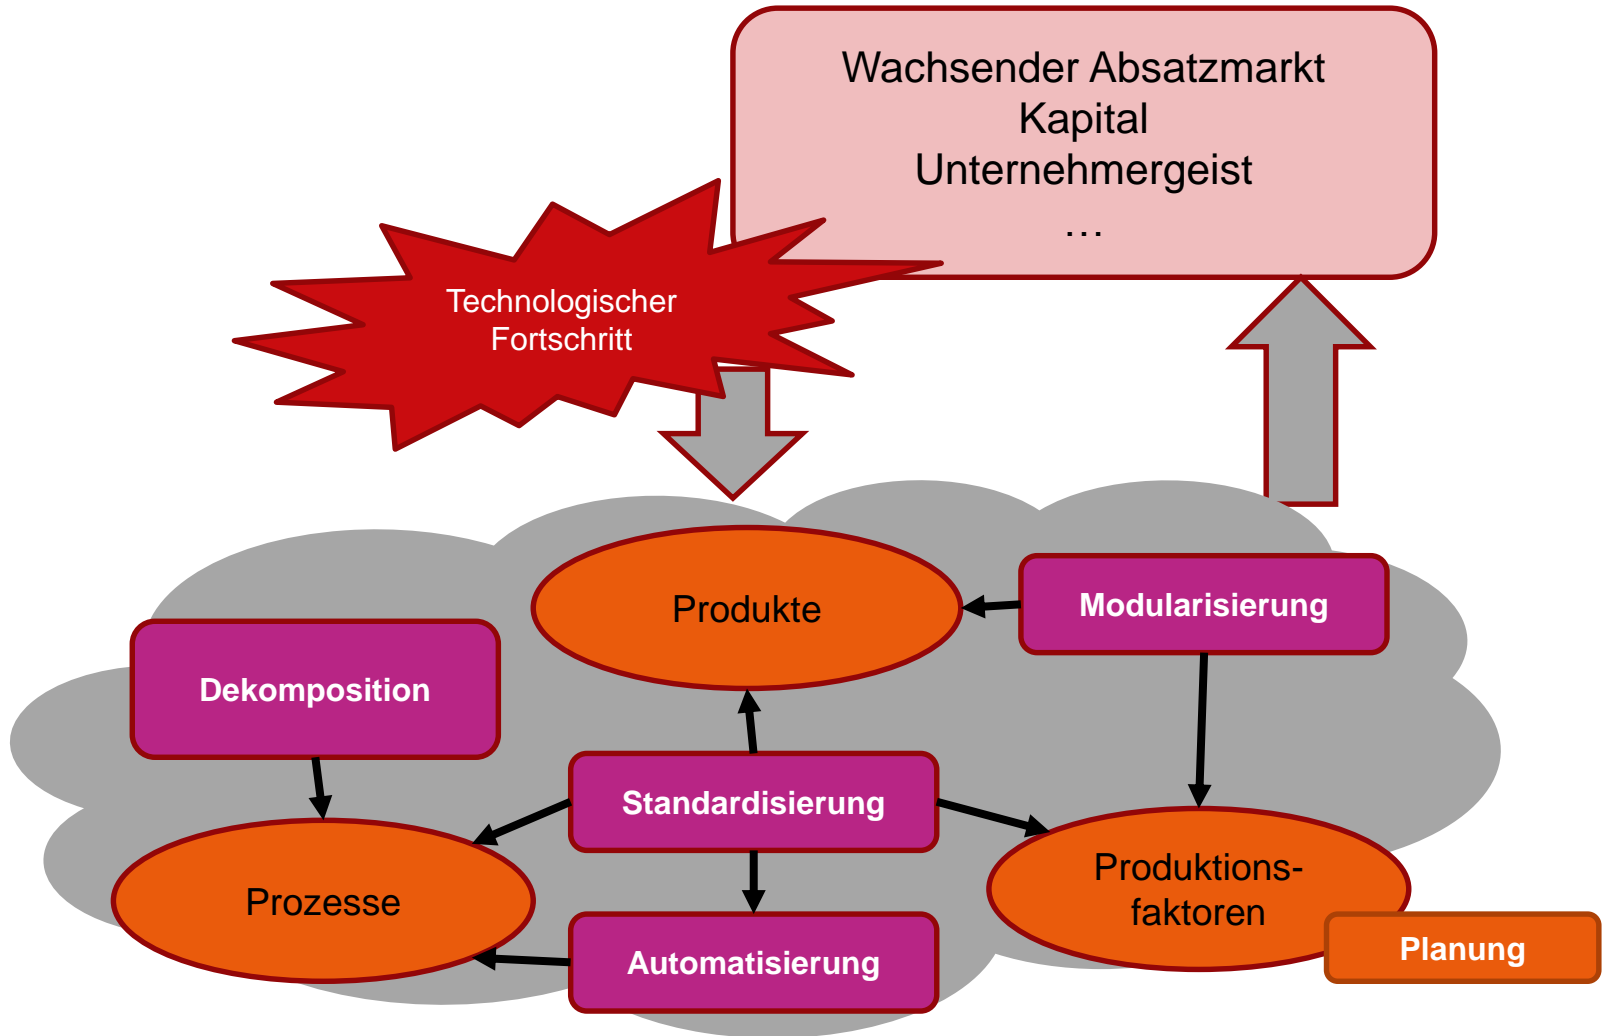 Wachsender Absatzmarkt
Kapital
Unternehmergeist
…
Technologischer
Fortschritt
Produkte
Modularisierung
Dekomposition
Standardisierung
Prozesse
Produktions-
faktoren
Automatisierung
Planung